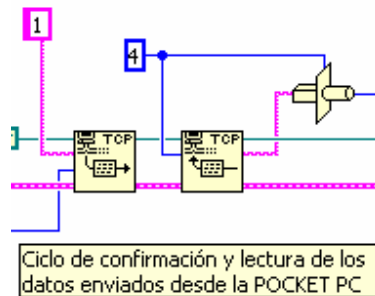 1
4
TCP
TCP
Ciclo de confirmación y lectura de los
datos enviados desde la POCKET PC